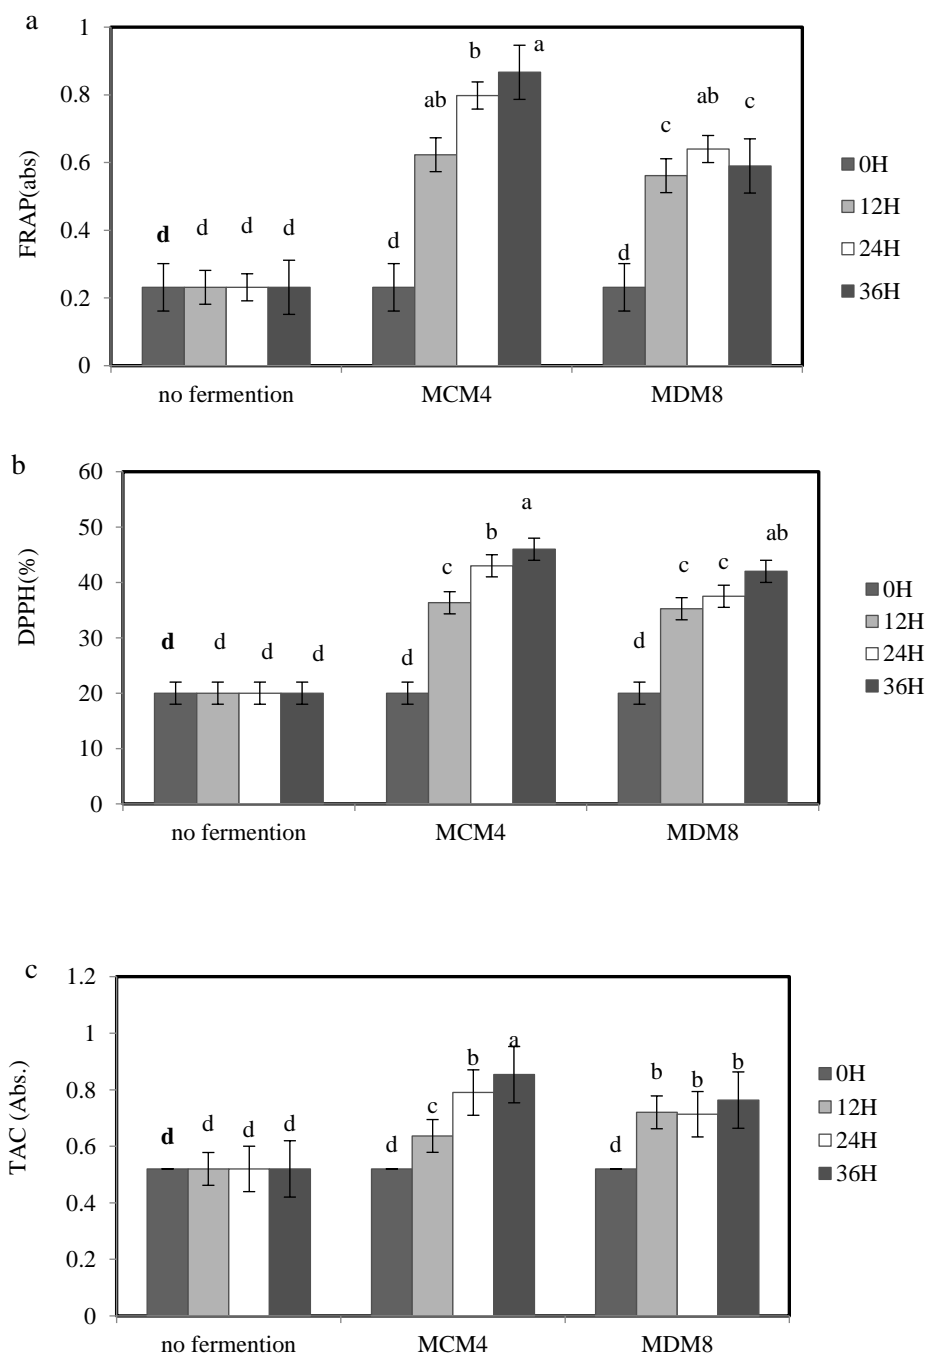 a
1
0.8
0.6
0.4
0.2
0
FRAP(abs)
d d d d
d ab b a
d c ab c
no fermention MCM4 MDM8
0H
12H
24H
36H
b
60
50
40
30
20
10
0
DPPH(%)
d d d d
d c b a
d c c ab
no fermention MCM4 MDM8
0H
12H
24H
36H
c
1.2
1
0.8
0.6
0.4
0.2
0
TAC (Abs.)
d d d d
d c b a
d b b b
no fermention MCM4 MDM8
0H
12H
24H
36H